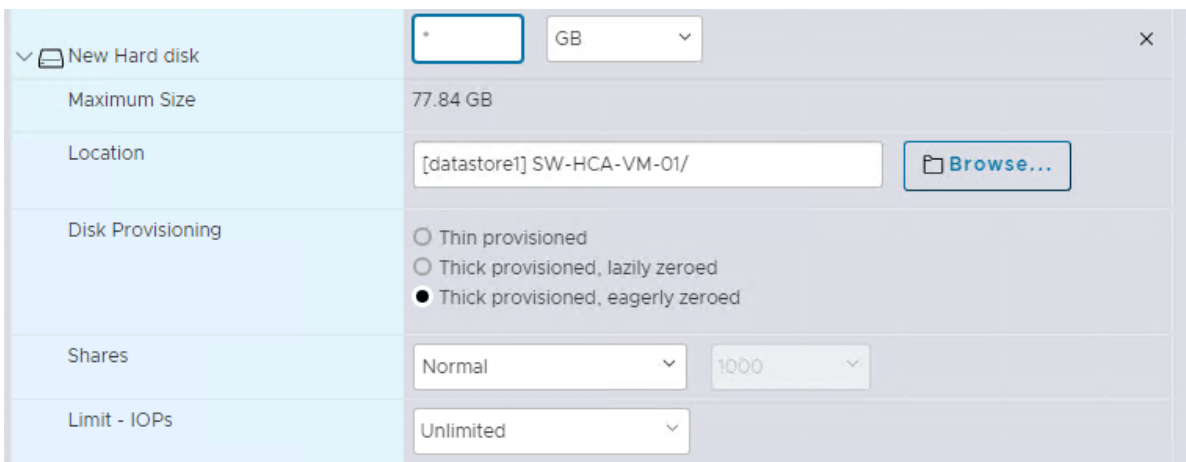 * GB
New Hard disk
Maximum Size 77.84 GB
Location [datastore1] SW-HCA-VM-01/ Browse...
Disk Provisioning
Thin provisioned
Thick provisioned, lazily zeroed
Thick provisioned, eagerly zeroed
Shares Normal 1000
Limit - IOPs Unlimited